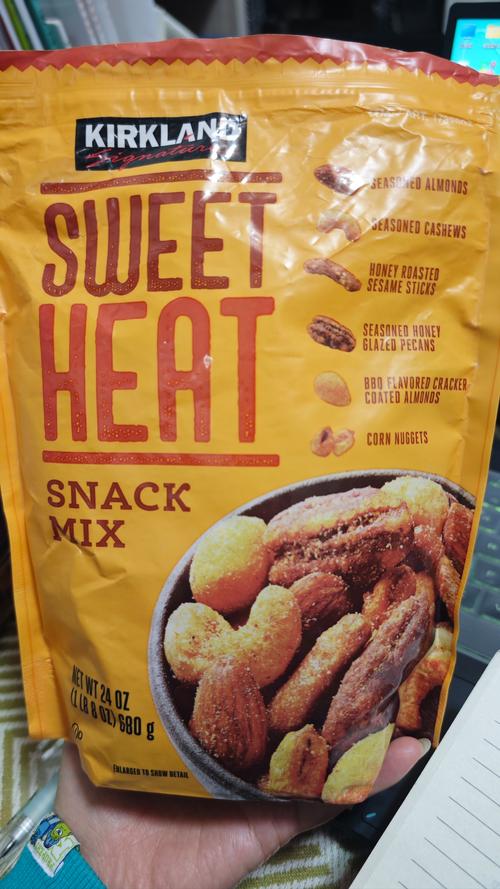 KIRKLAND
Signature
SWEET
HEAT
SNACK
MIX
SEASONED ALMONDS
SEASONED CASHEWS
HONEY ROASTED
SESAME STICKS
SEASONED HONEY
GLAZED PECANS
BBQ FLAVORED CRACKER
COATED ALMONDS
CORN NUGGETS
NET WT 24 OZ
(1 LB 8 OZ) 680 g
ENLARGED TO SHOW DETAIL